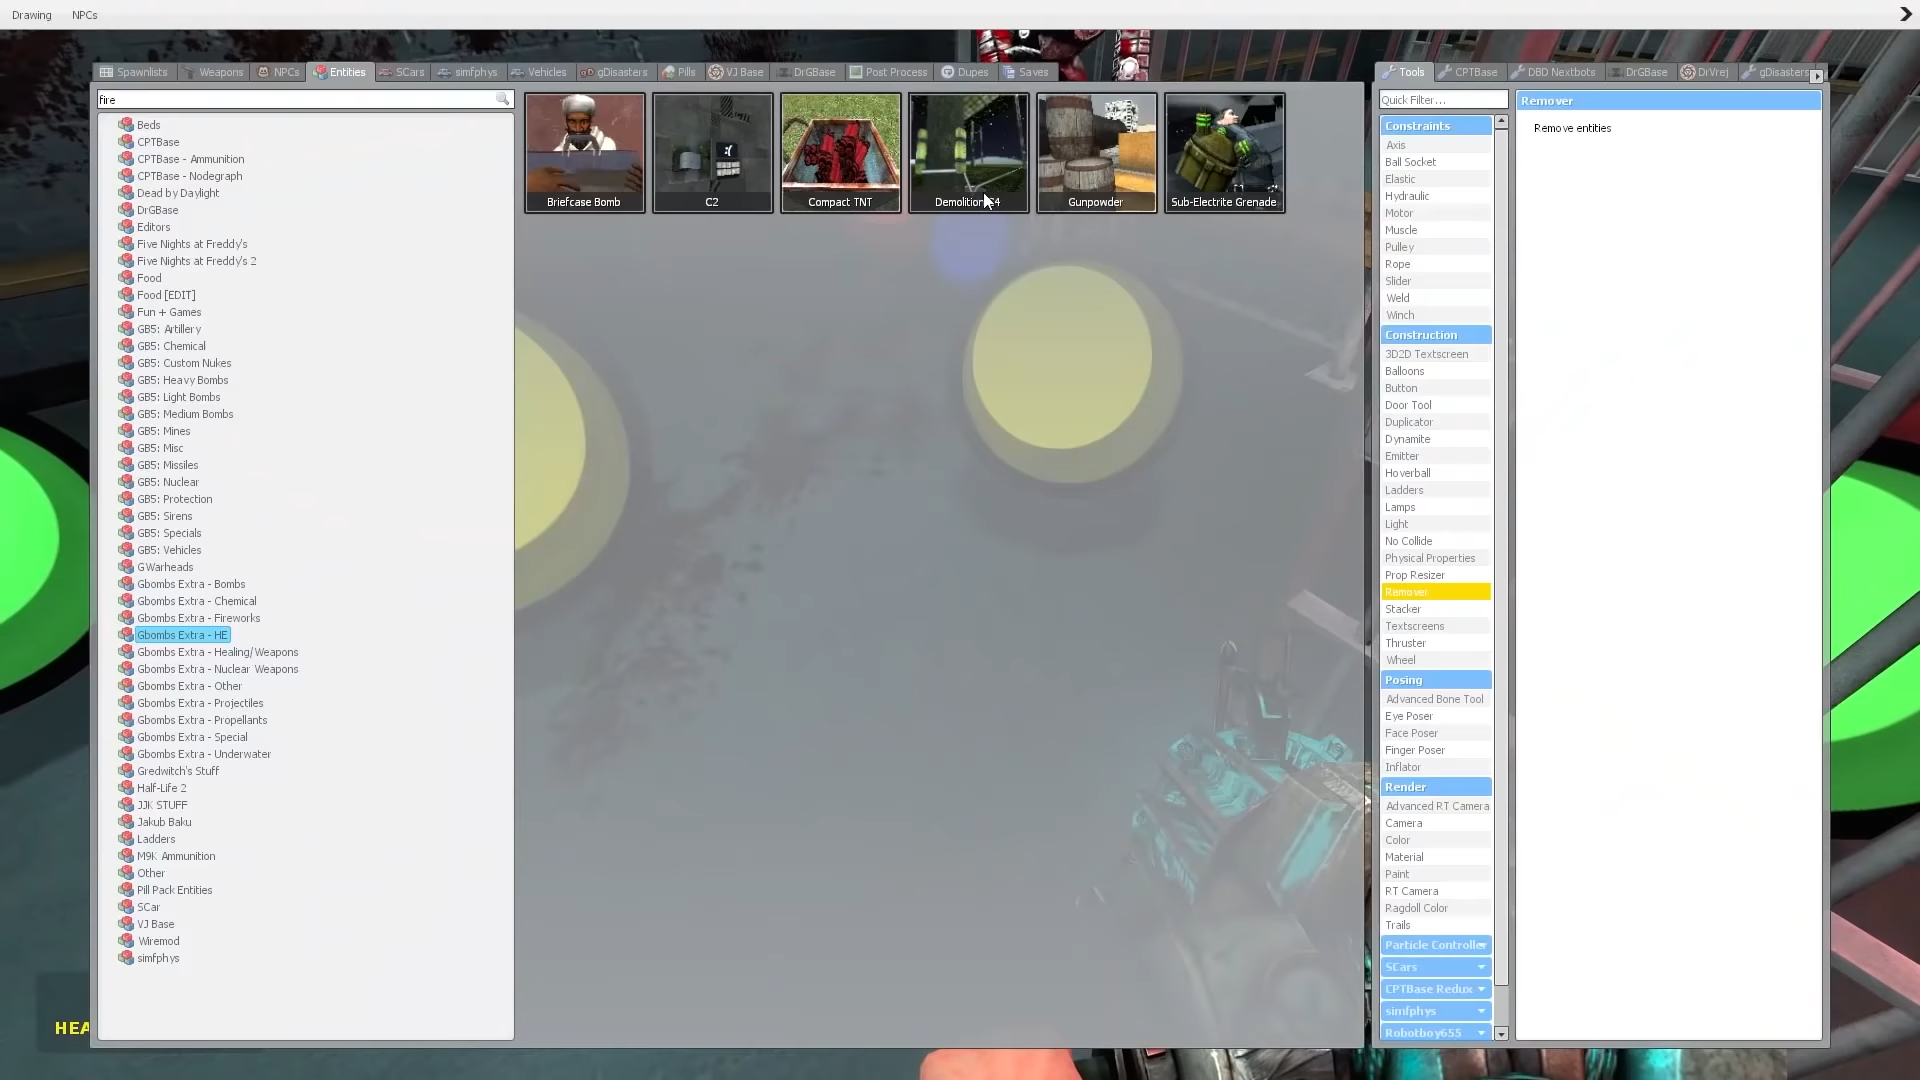 Drawing NPCs
Spawnlists Weapons NPCs Entities SCars simfphys Vehicles gDisasters Pills VJ Base DrGBase Post Process Dupes Saves
fire
Beds
CPTBase
CPTBase - Ammunition
CPTBase - Nodegraph
Dead by Daylight
DrGBase
Editors
Five Nights at Freddy's
Five Nights at Freddy's 2
Food
Food [EDIT]
Fun + Games
GB5: Artillery
GB5: Chemical
GB5: Custom Nukes
GB5: Heavy Bombs
GB5: Light Bombs
GB5: Medium Bombs
GB5: Mines
GB5: Misc
GB5: Missiles
GB5: Nuclear
GB5: Protection
GB5: Sirens
GB5: Specials
GB5: Vehicles
GWarheads
Gbombs Extra - Bombs
Gbombs Extra - Chemical
Gbombs Extra - Fireworks
Gbombs Extra - HE
Gbombs Extra - Healing/Weapons
Gbombs Extra - Nuclear Weapons
Gbombs Extra - Other
Gbombs Extra - Projectiles
Gbombs Extra - Propellants
Gbombs Extra - Special
Gbombs Extra - Underwater
Gredwitch's Stuff
Half-Life 2
JJK STUFF
Jakub Baku
Ladders
M9K Ammunition
Other
Pill Pack Entities
SCar
VJ Base
Wiremod
simfphys
HEA
Briefcase Bomb
C2
Compact TNT
Demolition
Gunpowder
Sub-Electrite Grenade
Tools CPTBase DBD Nextbots DrGBase DrVrej gDisasters
Quick Filter...
Constraints
Axis
Ball Socket
Elastic
Hydraulic
Motor
Muscle
Pulley
Rope
Slider
Weld
Winch
Construction
3D2D Textscreen
Balloons
Button
Door Tool
Duplicator
Dynamite
Emitter
Hoverball
Ladders
Lamps
Light
No Collide
Physical Properties
Prop Resizer
Remover
Stacker
Textscreens
Thruster
Wheel
Posing
Advanced Bone Tool
Eye Poser
Face Poser
Finger Poser
Inflator
Render
Advanced RT Camera
Camera
Color
Material
Paint
RT Camera
Ragdoll Color
Trails
Particle Controller
SCars
CPTBase Redux
simfphys
Robotboy655
Remover
Remove entities